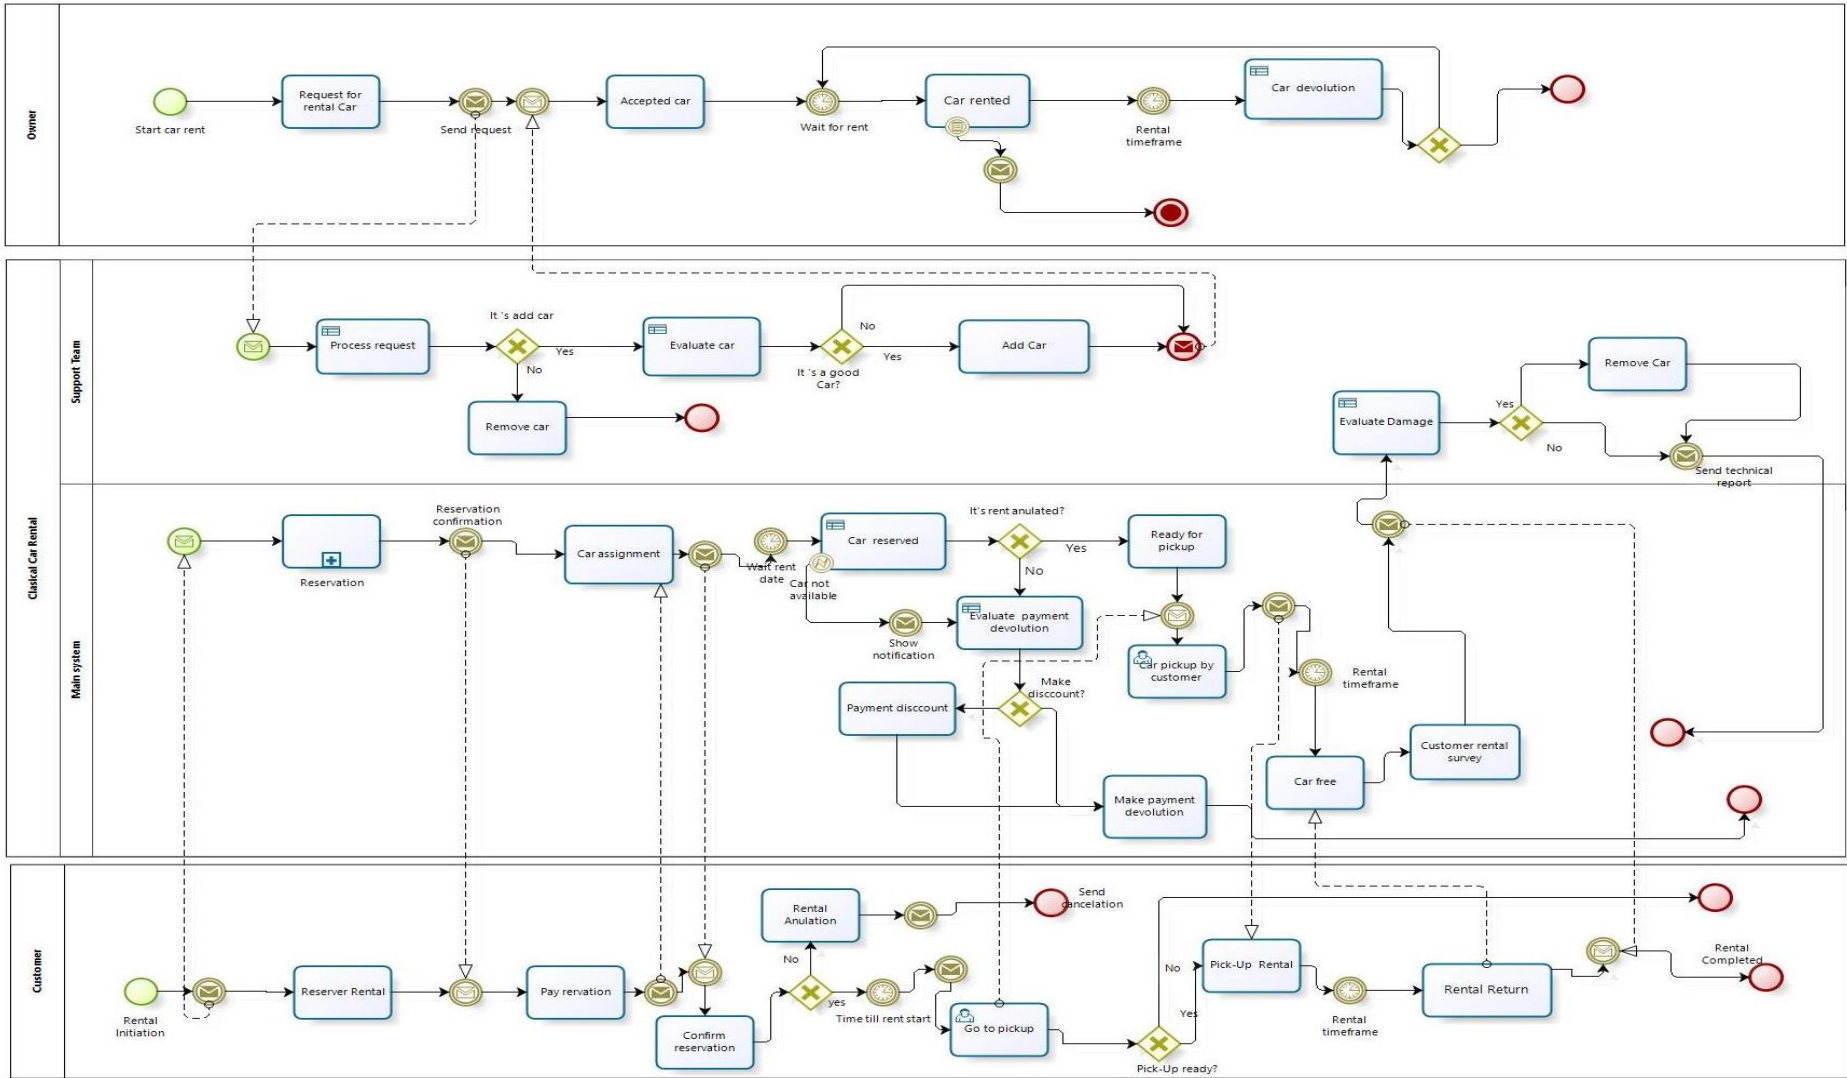 Owner
Start car rent
Request for
rental Car
Send request
Accepted car
Wait for rent
Car rented
Rental
timeframe
Car devolution
Clasical Car Rental
Support Team
Process request
It 's add car
Yes
No
Remove car
Evaluate car
It 's a good
Car?
No
Yes
Add Car
Evaluate Damage
Yes
No
Remove Car
Send technical
report
Main system
Reservation
Reservation
confirmation
Car assignment
Wait rent
date
Car reserved
Car not
available
Show
notification
It's rent anulated?
Yes
No
Evaluate payment
devolution
Make
disccount?
Payment disccount
Make payment
devolution
Ready for
pickup
Car pickup by
customer
Rental
timeframe
Car free
Customer rental
survey
Customer
Rental
Initiation
Reserver Rental
Pay rervation
Confirm
reservation
No
yes
Rental
Anulation
Send
cancelation
Time till rent start
Go to pickup
Pick-Up ready?
No
Yes
Pick-Up Rental
Rental
timeframe
Rental Return
Rental
Completed